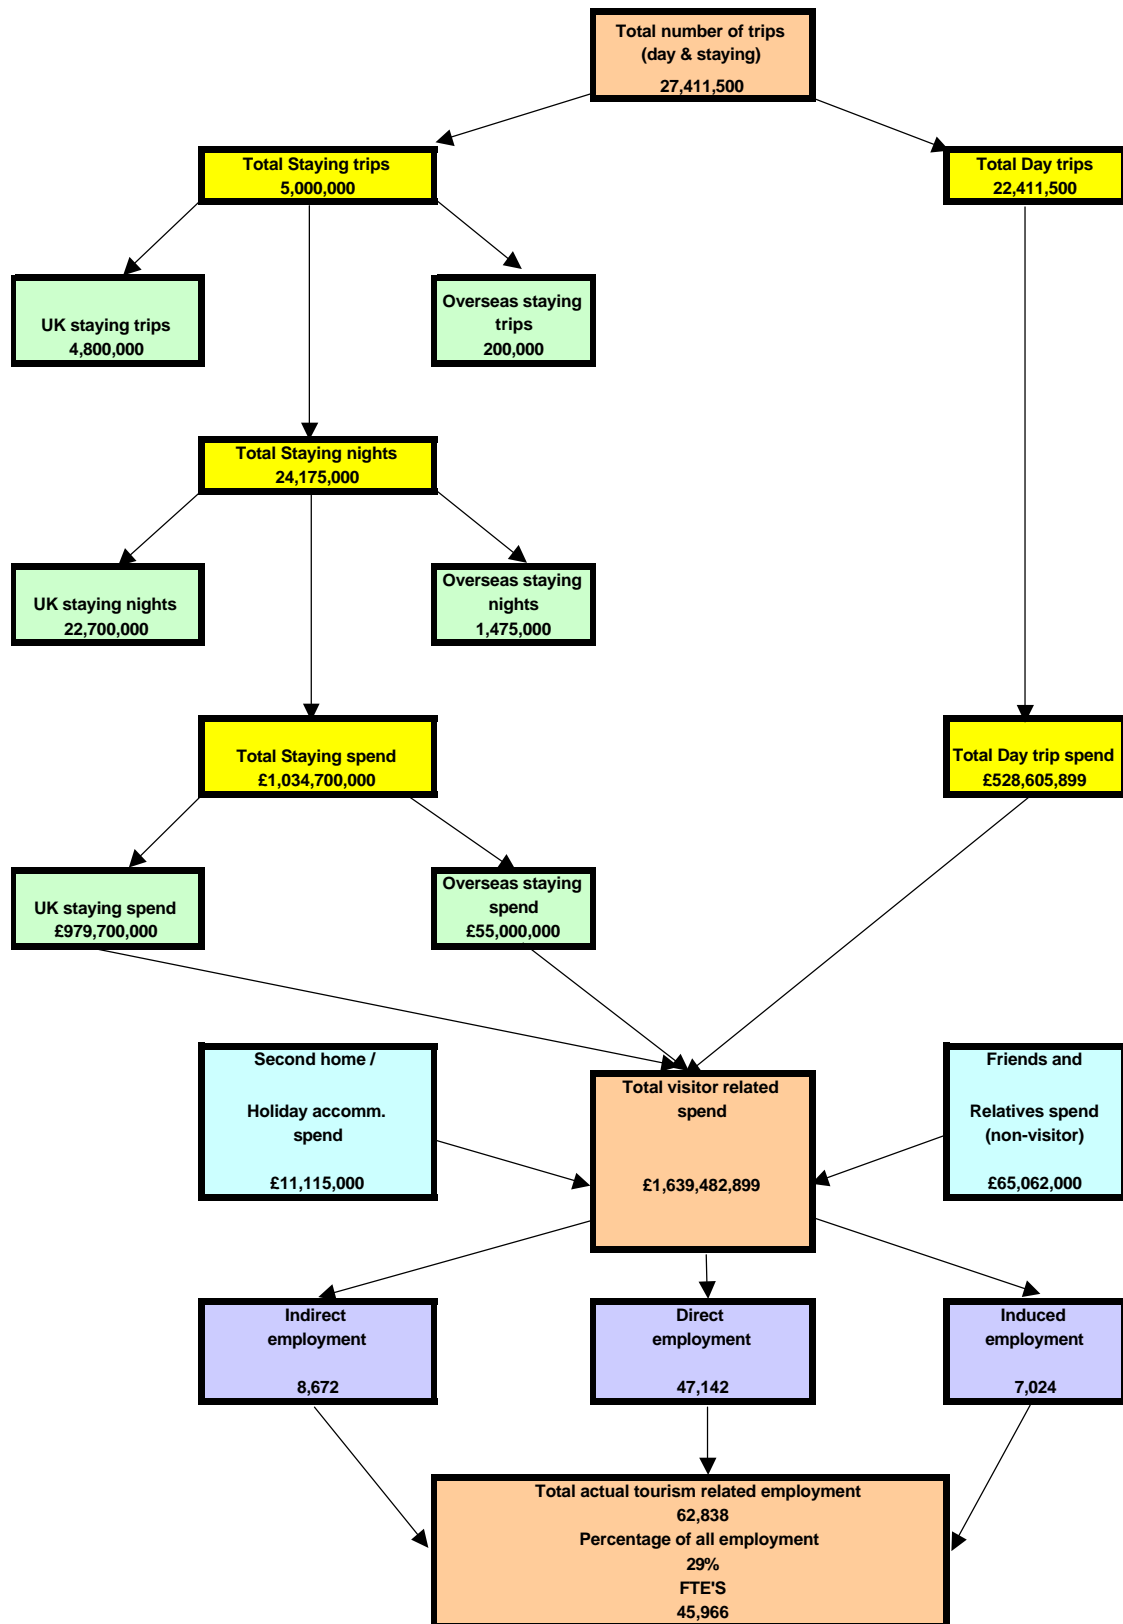 Total number of trips
(day & staying)
27,411,500
Total Staying trips
5,000,000
Total Day trips
22,411,500
UK staying trips
4,800,000
Overseas staying
trips
200,000
Total Staying nights
24,175,000
UK staying nights
22,700,000
Overseas staying
nights
1,475,000
Total Staying spend
£1,034,700,000
Total Day trip spend
£528,605,899
UK staying spend
£979,700,000
Overseas staying
spend
£55,000,000
Second home /
Holiday accomm.
spend
£11,115,000
Total visitor related
spend
£1,639,482,899
Friends and
Relatives spend
(non-visitor)
£65,062,000
Indirect
employment
8,672
Direct
employment
47,142
Induced
employment
7,024
Total actual tourism related employment
62,838
Percentage of all employment
29%
FTE'S
45,966